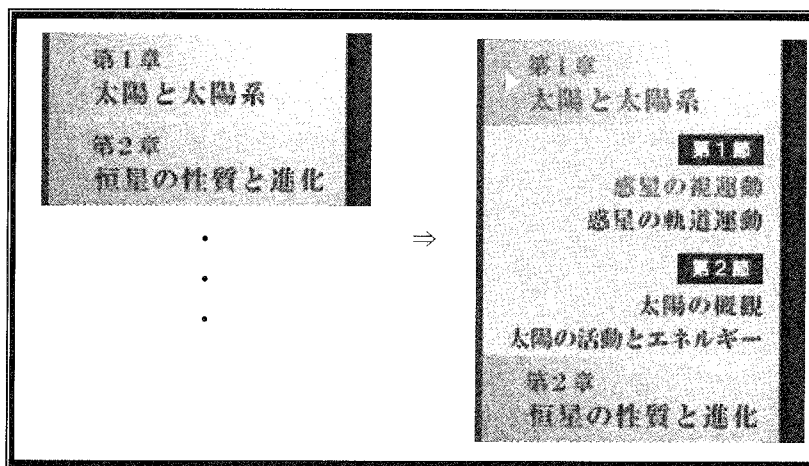 第1章
太陽と太陽系
第2章
恒星の性質と進化
・
・
・
⇒
第1章
太陽と太陽系
第1節
惑星の視運動
惑星の軌道運動
第2節
太陽の概観
太陽の活動とエネルギー
第2章
恒星の性質と進化